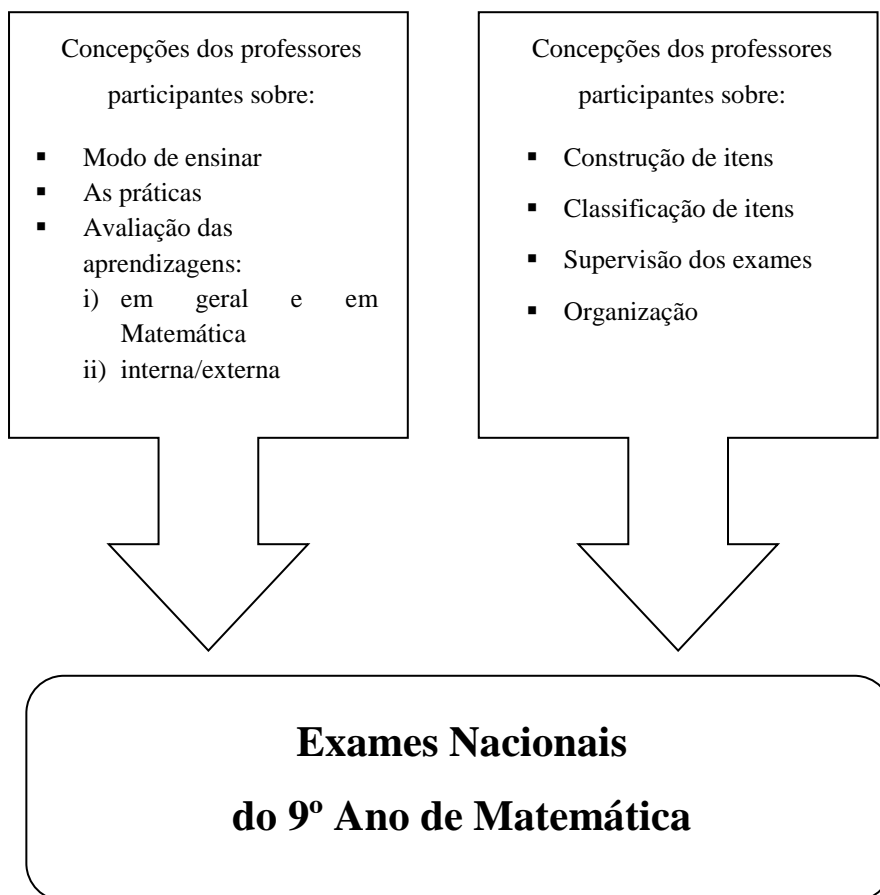 Concepções dos professores
participantes sobre:
▪ Modo de ensinar
▪ As práticas
▪ Avaliação das
aprendizagens:
i) em geral e em
Matemática
ii) interna/externa
Concepções dos professores
participantes sobre:
▪ Construção de itens
▪ Classificação de itens
▪ Supervisão dos exames
▪ Organização
Exames Nacionais
do 9º Ano de Matemática